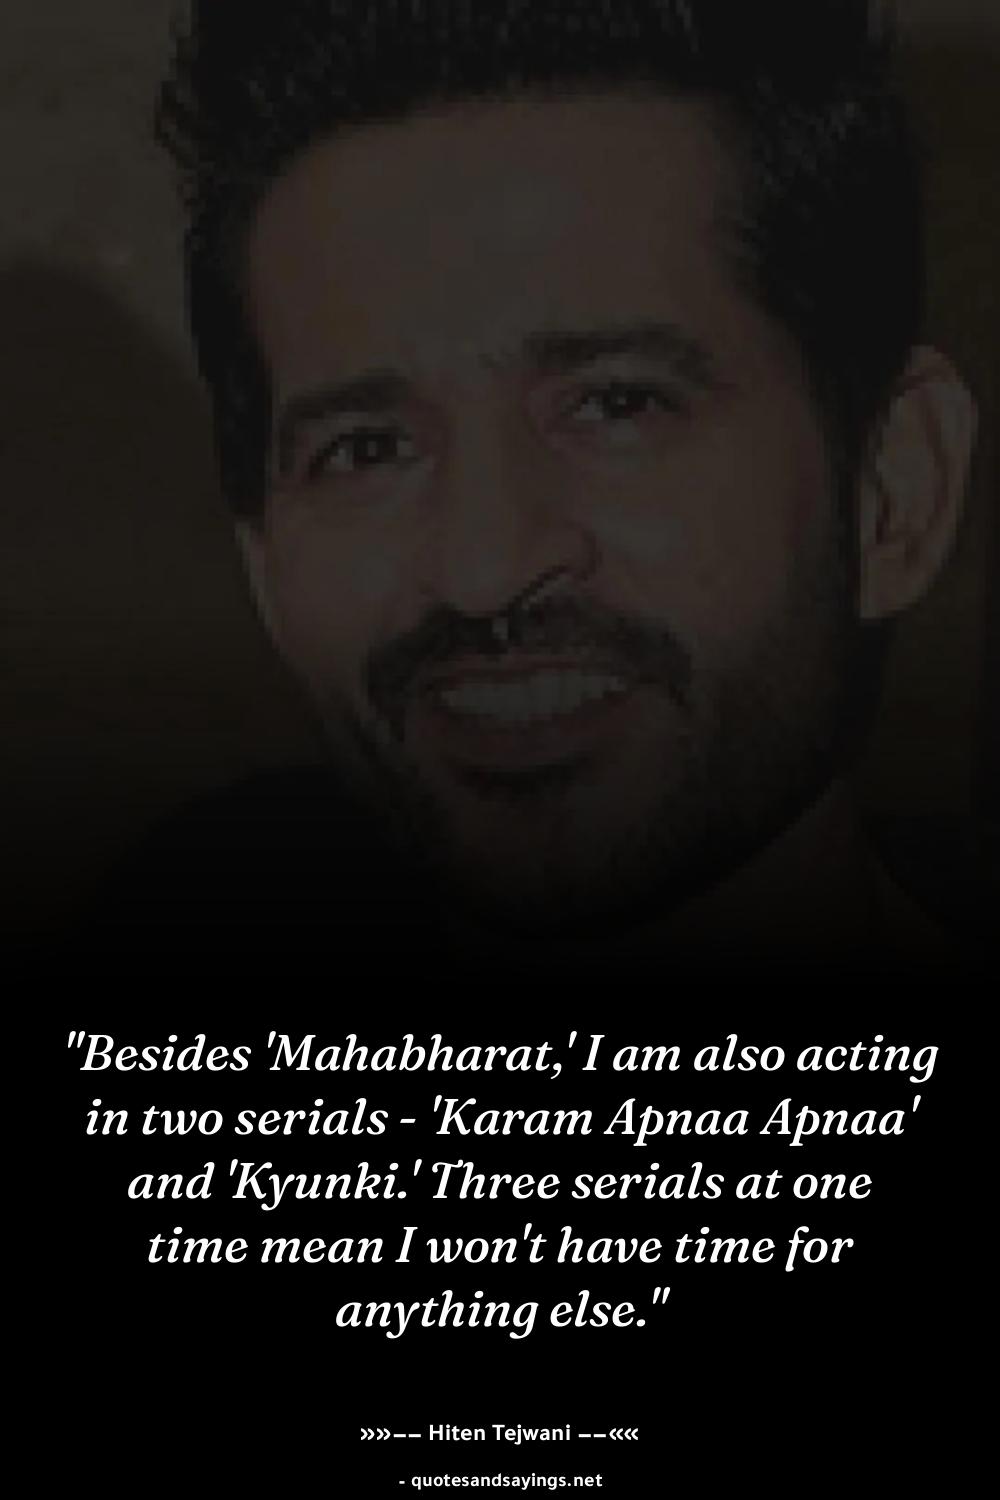 "Besides 'Mahabharat,' I am also acting
in two serials - 'Karam Apnaa Apnaa'
and 'Kyunki.' Three serials at one
time mean I won't have time for
anything else."
»»–– Hiten Tejwani ––««
- quotesandsayings.net